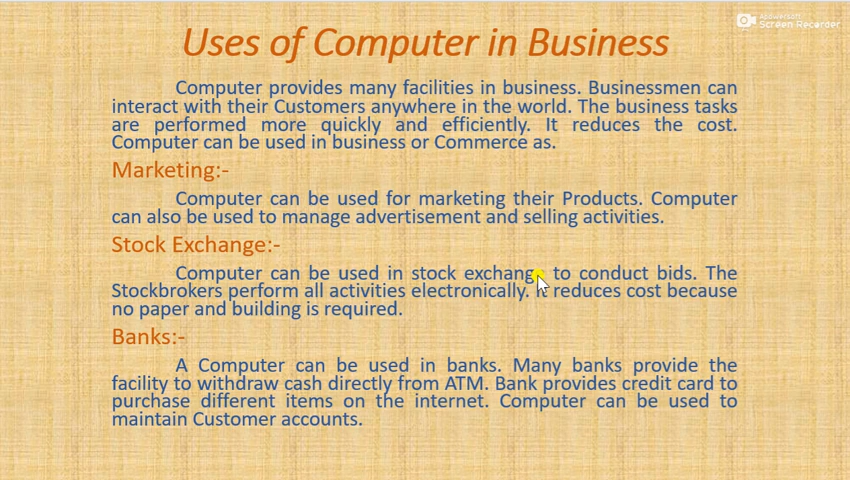 Apowersoft
Screen Recorder
Uses of Computer in Business
Computer provides many facilities in business. Businessmen can
interact with their Customers anywhere in the world. The business tasks
are performed more quickly and efficiently. It reduces the cost.
Computer can be used in business or Commerce as.
Marketing:-
Computer can be used for marketing their Products. Computer
can also be used to manage advertisement and selling activities.
Stock Exchange:-
Computer can be used in stock exchange to conduct bids. The
Stockbrokers perform all activities electronically. It reduces cost because
no paper and building is required.
Banks:-
A Computer can be used in banks. Many banks provide the
facility to withdraw cash directly from ATM. Bank provides credit card to
purchase different items on the internet. Computer can be used to
maintain Customer accounts.